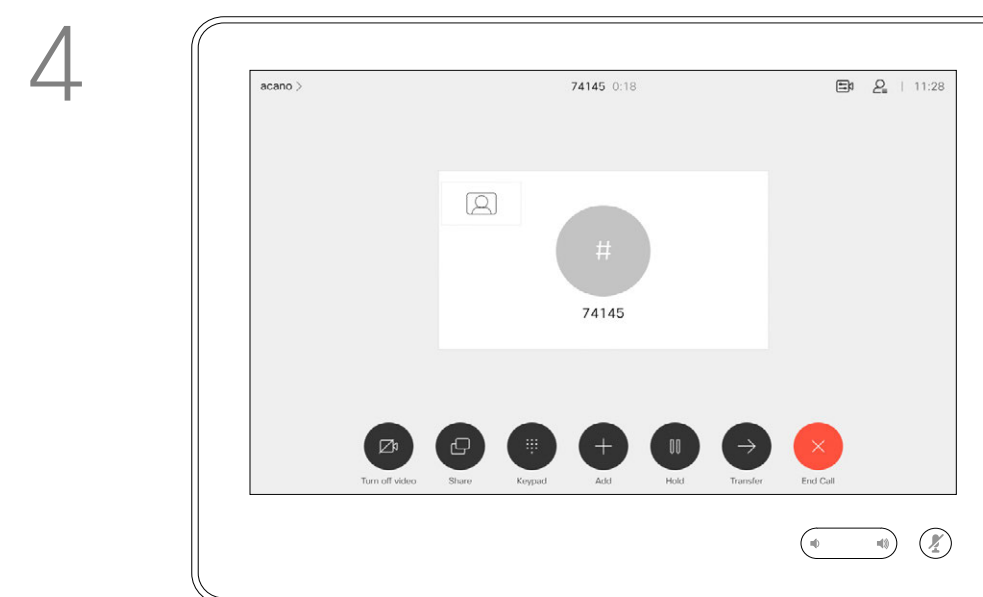 4
acano >
74145 0:18
11:28
#
74145
Turn off video Share Keypad Add Hold Transfer End Call